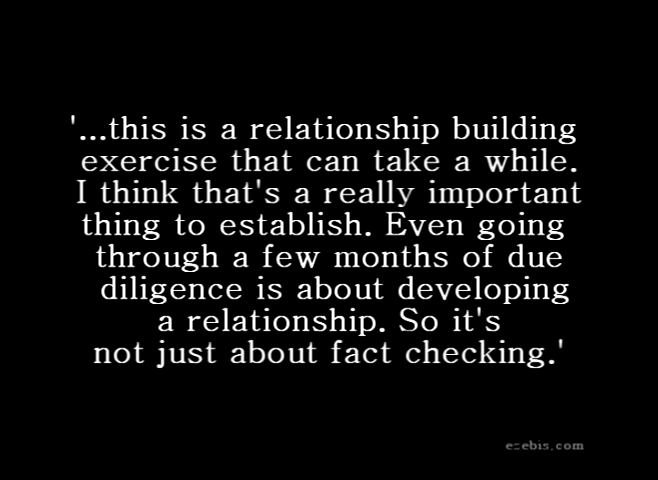 '...this is a relationship building
exercise that can take a while.
I think that's a really important
thing to establish. Even going
through a few months of due
diligence is about developing
a relationship. So it's
not just about fact checking.'
ezebis.com